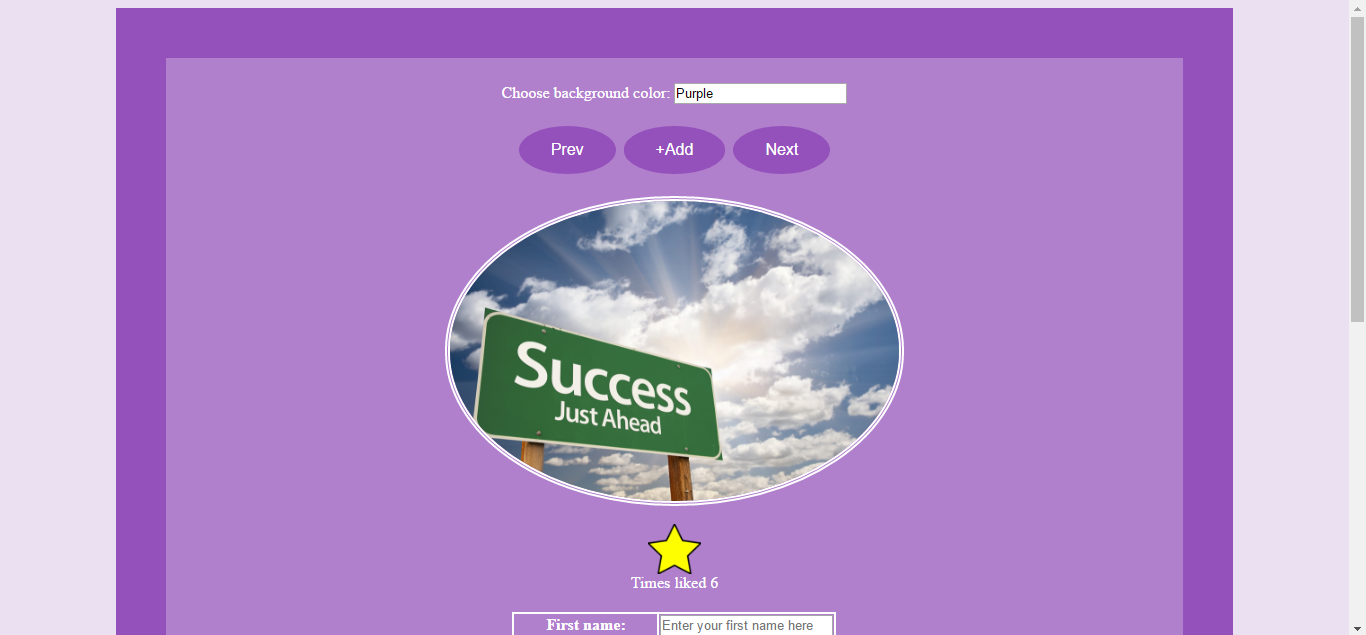 Choose background color: Purple
Prev +Add Next
Success
Just Ahead
Times liked 6
First name: Enter your first name here